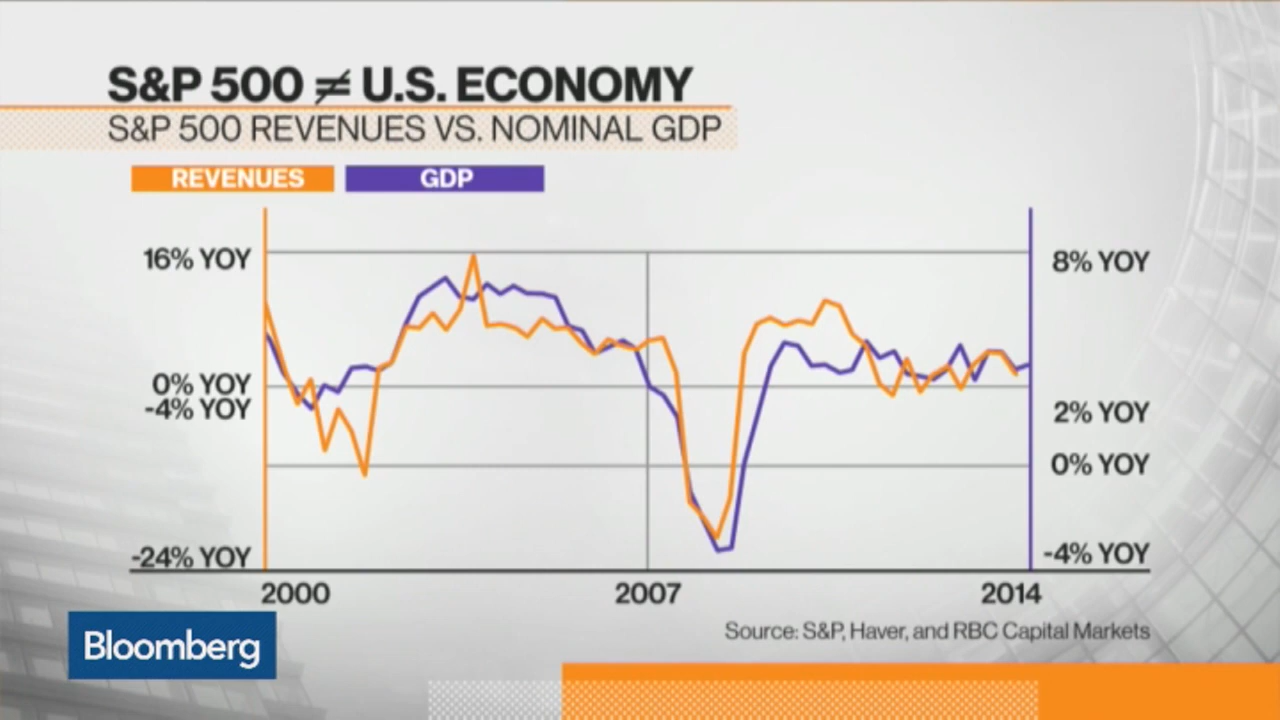 S&P 500 ≠ U.S. ECONOMY
S&P 500 REVENUES VS. NOMINAL GDP
REVENUES GDP
16% YOY 8% YOY
0% YOY
-4% YOY 2% YOY
0% YOY
-24% YOY -4% YOY
2000 2007 2014
Source: S&P, Haver, and RBC Capital Markets
Bloomberg